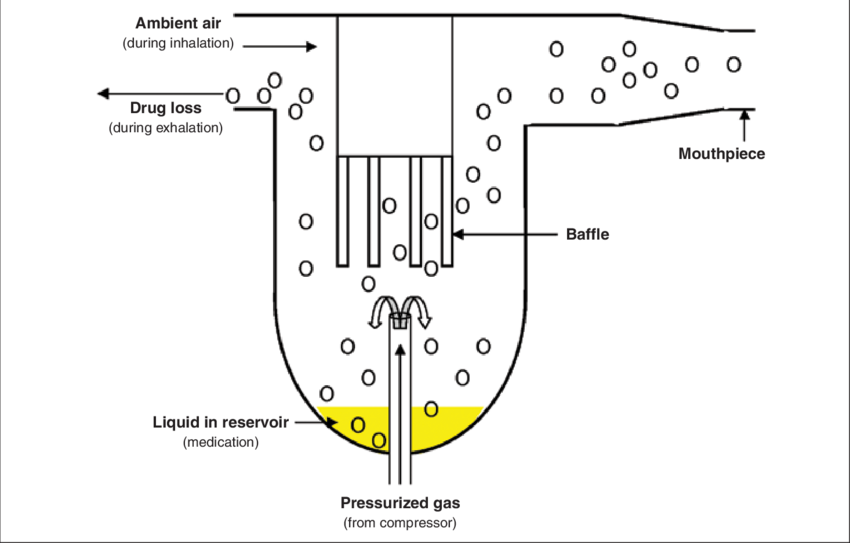 Ambient air
(during inhalation)
Drug loss
(during exhalation)
Mouthpiece
Baffle
Liquid in reservoir
(medication)
Pressurized gas
(from compressor)